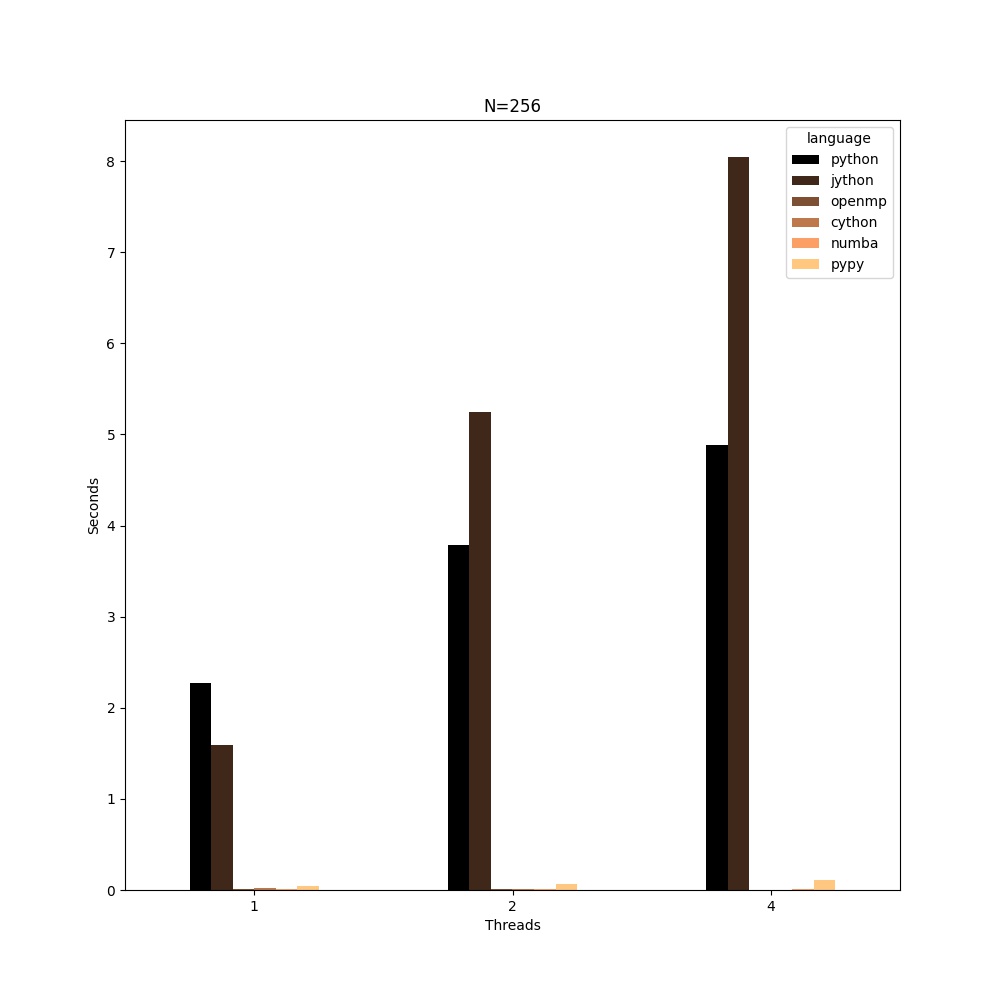 N=256
language
python
jython
openmp
cython
numba
pypy
8
7
6
5
4
3
2
1
0
Seconds
1 2 4
Threads